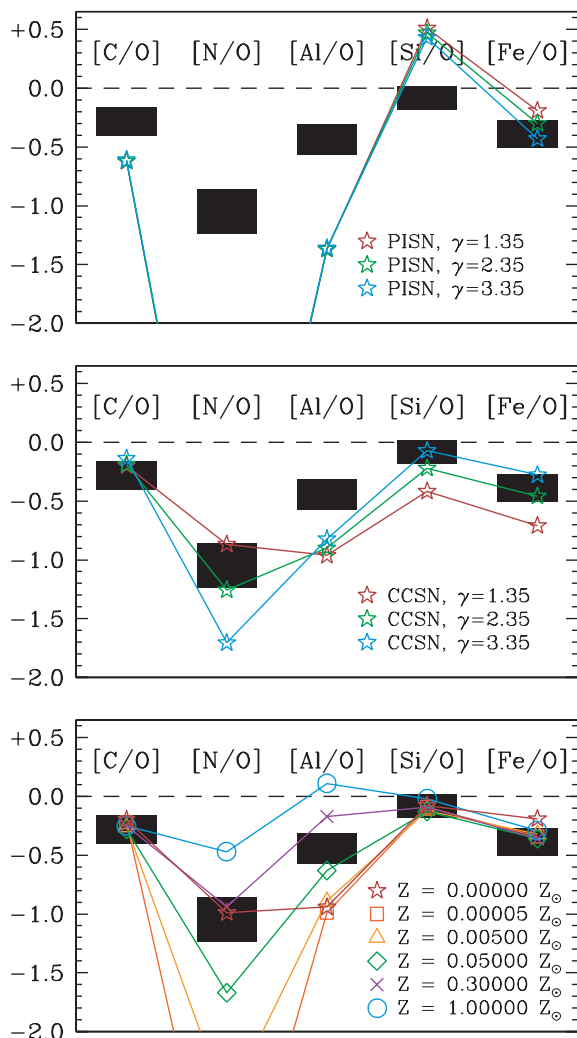 +0.5
[C/O] [N/O] [Al/O] [Si/O] [Fe/O]
0.0
−0.5
−1.0
PISN, γ=1.35
−1.5
PISN, γ=2.35
PISN, γ=3.35
−2.0
+0.5
[C/O] [N/O] [Al/O] [Si/O] [Fe/O]
0.0
−0.5
−1.0
CCSN, γ=1.35
−1.5
CCSN, γ=2.35
CCSN, γ=3.35
−2.0
+0.5
[C/O] [N/O] [Al/O] [Si/O] [Fe/O]
0.0
−0.5
Z = 0.00000 Z⊙
Z = 0.00005 Z⊙
−1.0
Z = 0.00500 Z⊙
Z = 0.05000 Z⊙
−1.5
Z = 0.30000 Z⊙
Z = 1.00000 Z⊙
−2.0